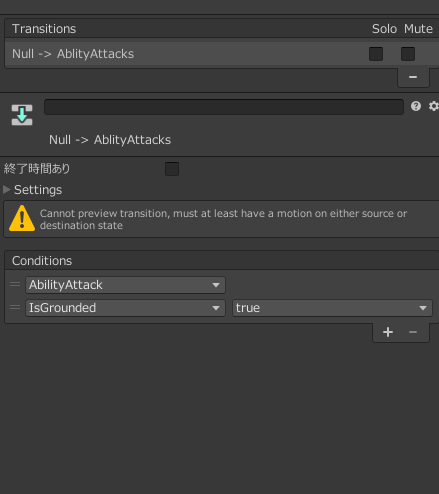 Transitions Solo Mute
Null -> AblityAttacks
Null -> AblityAttacks
終了時間あり
Settings
Cannot preview transition, must at least have a motion on either source or
destination state
Conditions
AbilityAttack
IsGrounded true